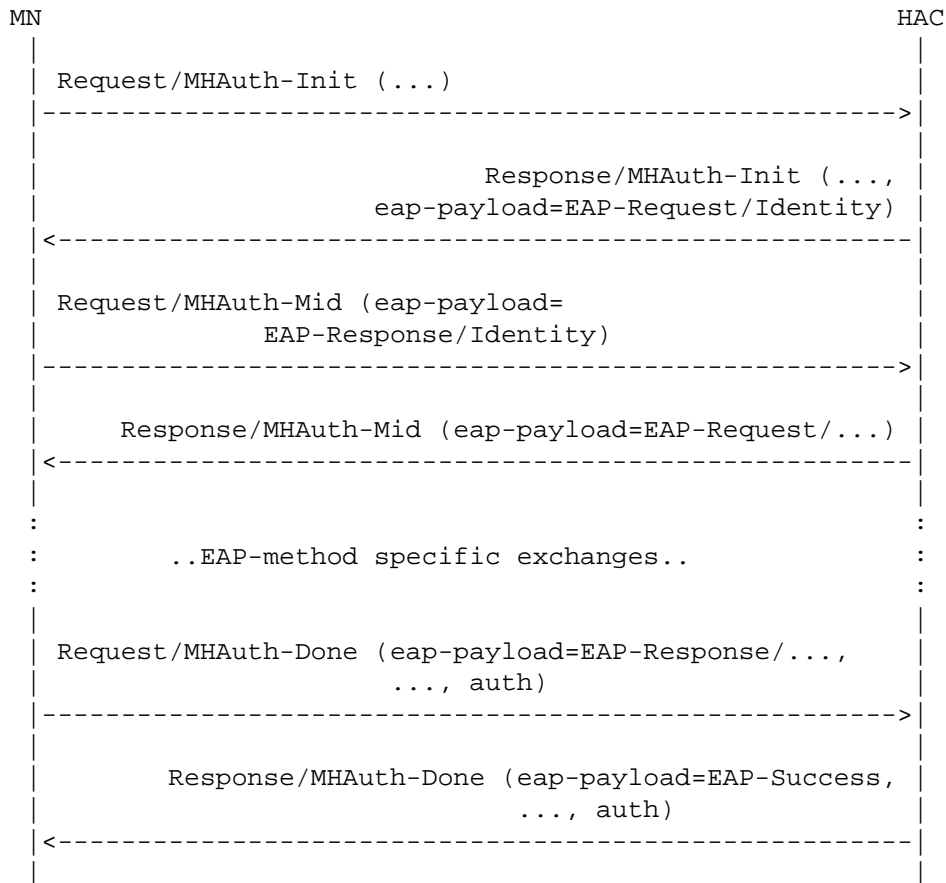 MN HAC
Request/MHAuth-Init (...)
Response/MHAuth-Init (...,
eap-payload=EAP-Request/Identity)
Request/MHAuth-Mid (eap-payload=
EAP-Response/Identity)
Response/MHAuth-Mid (eap-payload=EAP-Request/...)
..EAP-method specific exchanges..
Request/MHAuth-Done (eap-payload=EAP-Response/...,
..., auth)
Response/MHAuth-Done (eap-payload=EAP-Success,
..., auth)